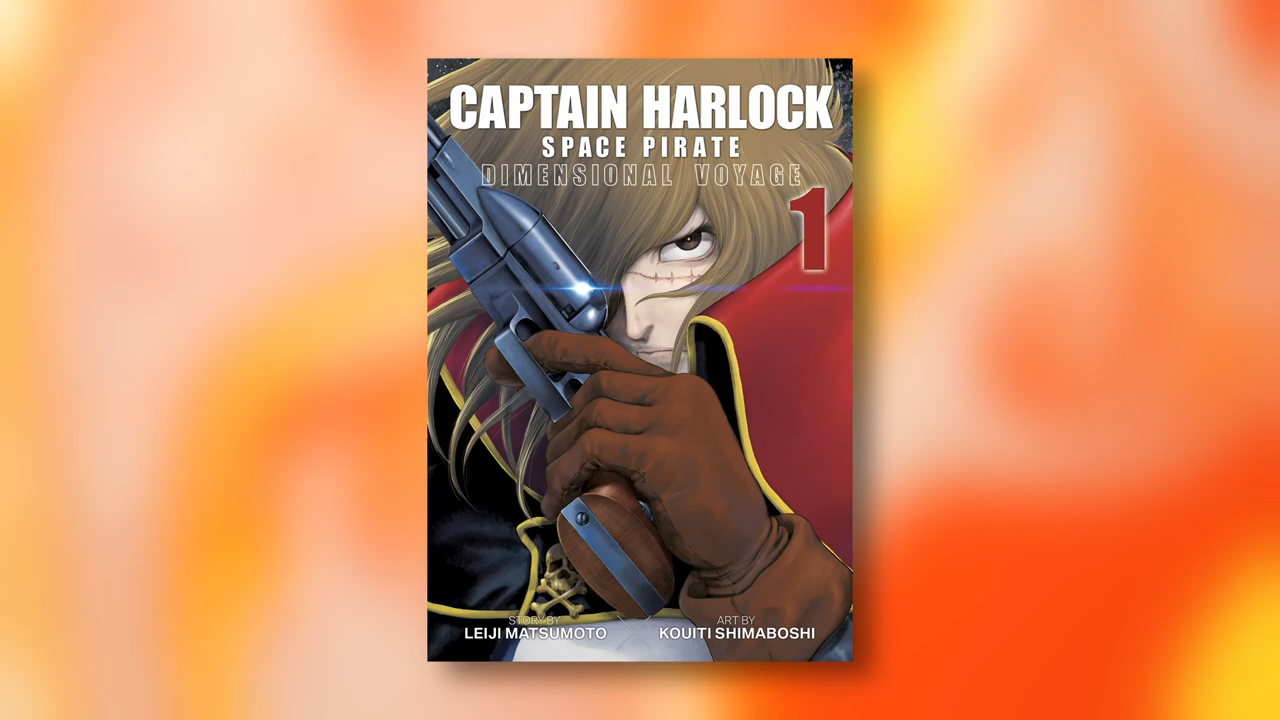 CAPTAIN HARLOCK
SPACE PIRATE
DIMENSIONAL VOYAGE
1
STORY BY
LEIJI MATSUMOTO
ART BY
KOUITI SHIMABOSHI